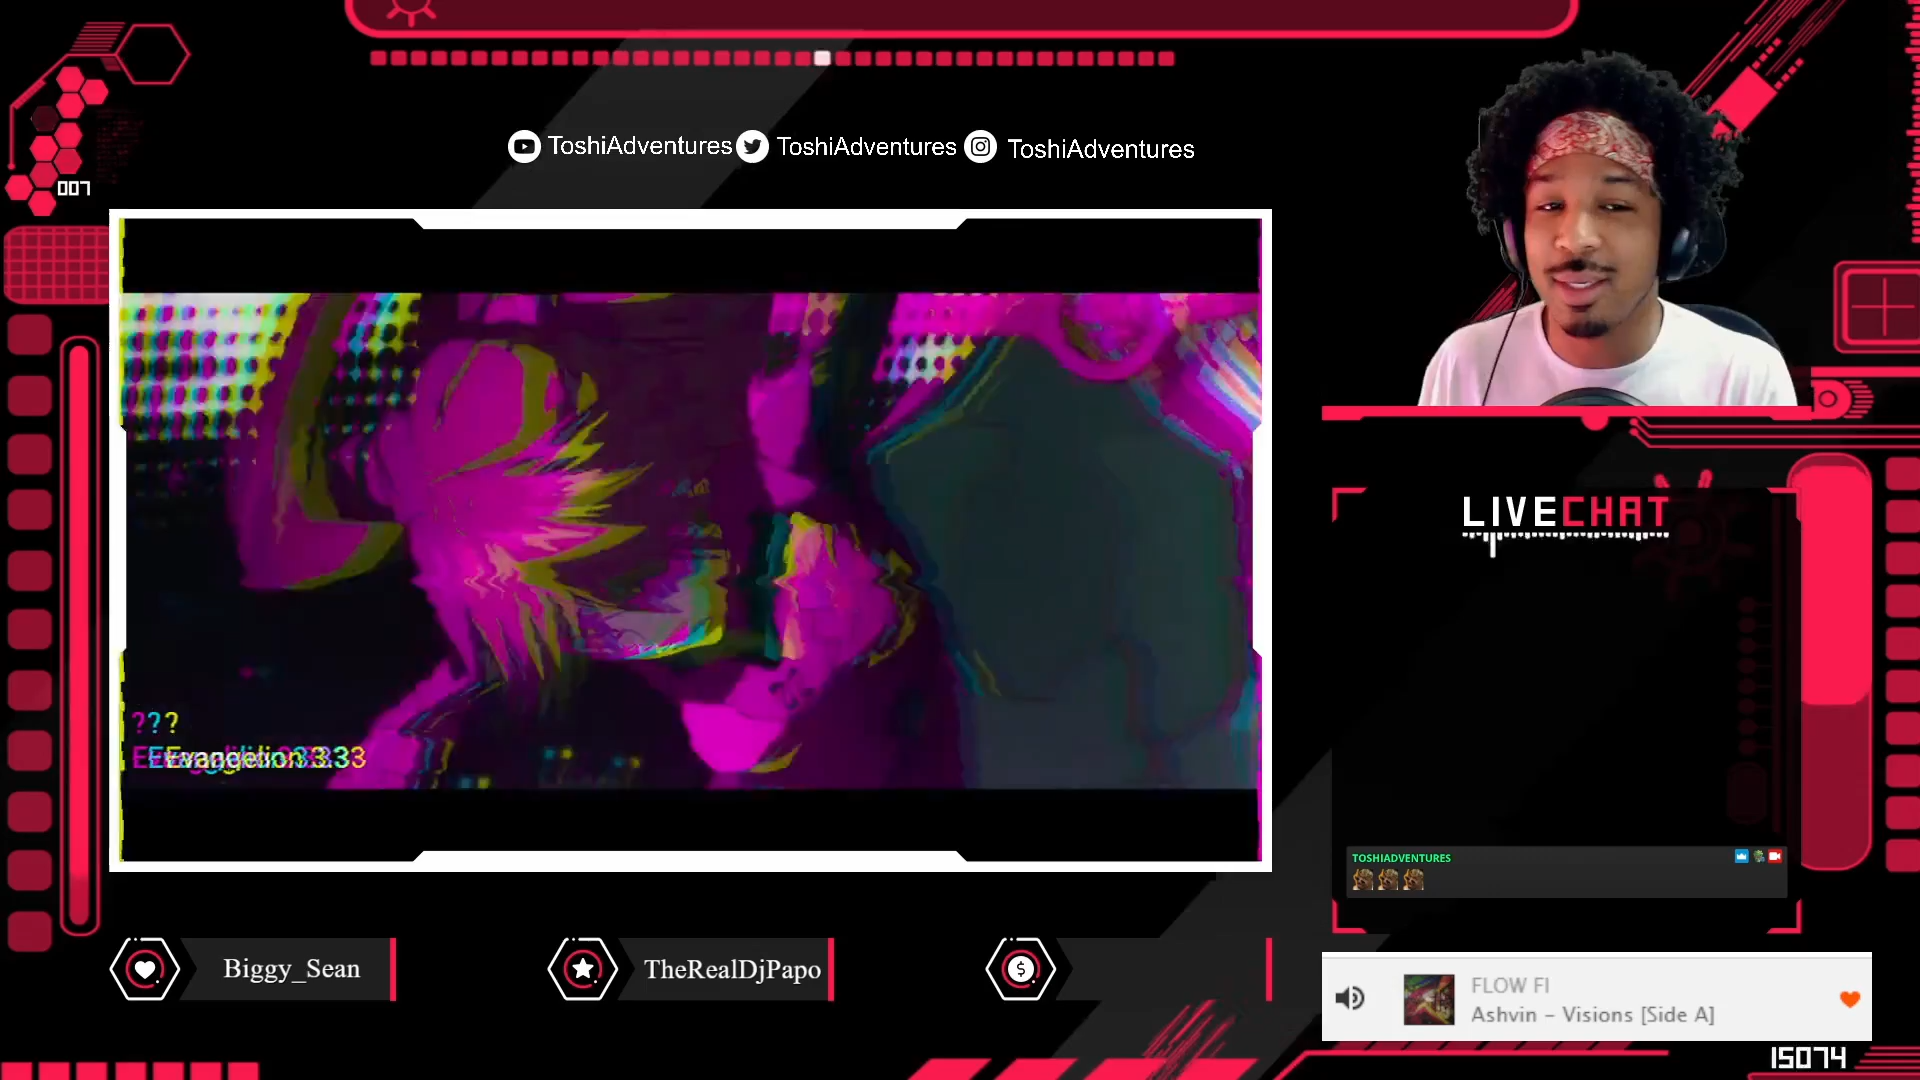 ToshiAdventures ToshiAdventures ToshiAdventures
007
LIVECHAT
???
Evangelion 3.33
TOSHIADVENTURES
Biggy_Sean
TheRealDjPapo
$
FLOW FI
Ashvin - Visions [Side A]
15074